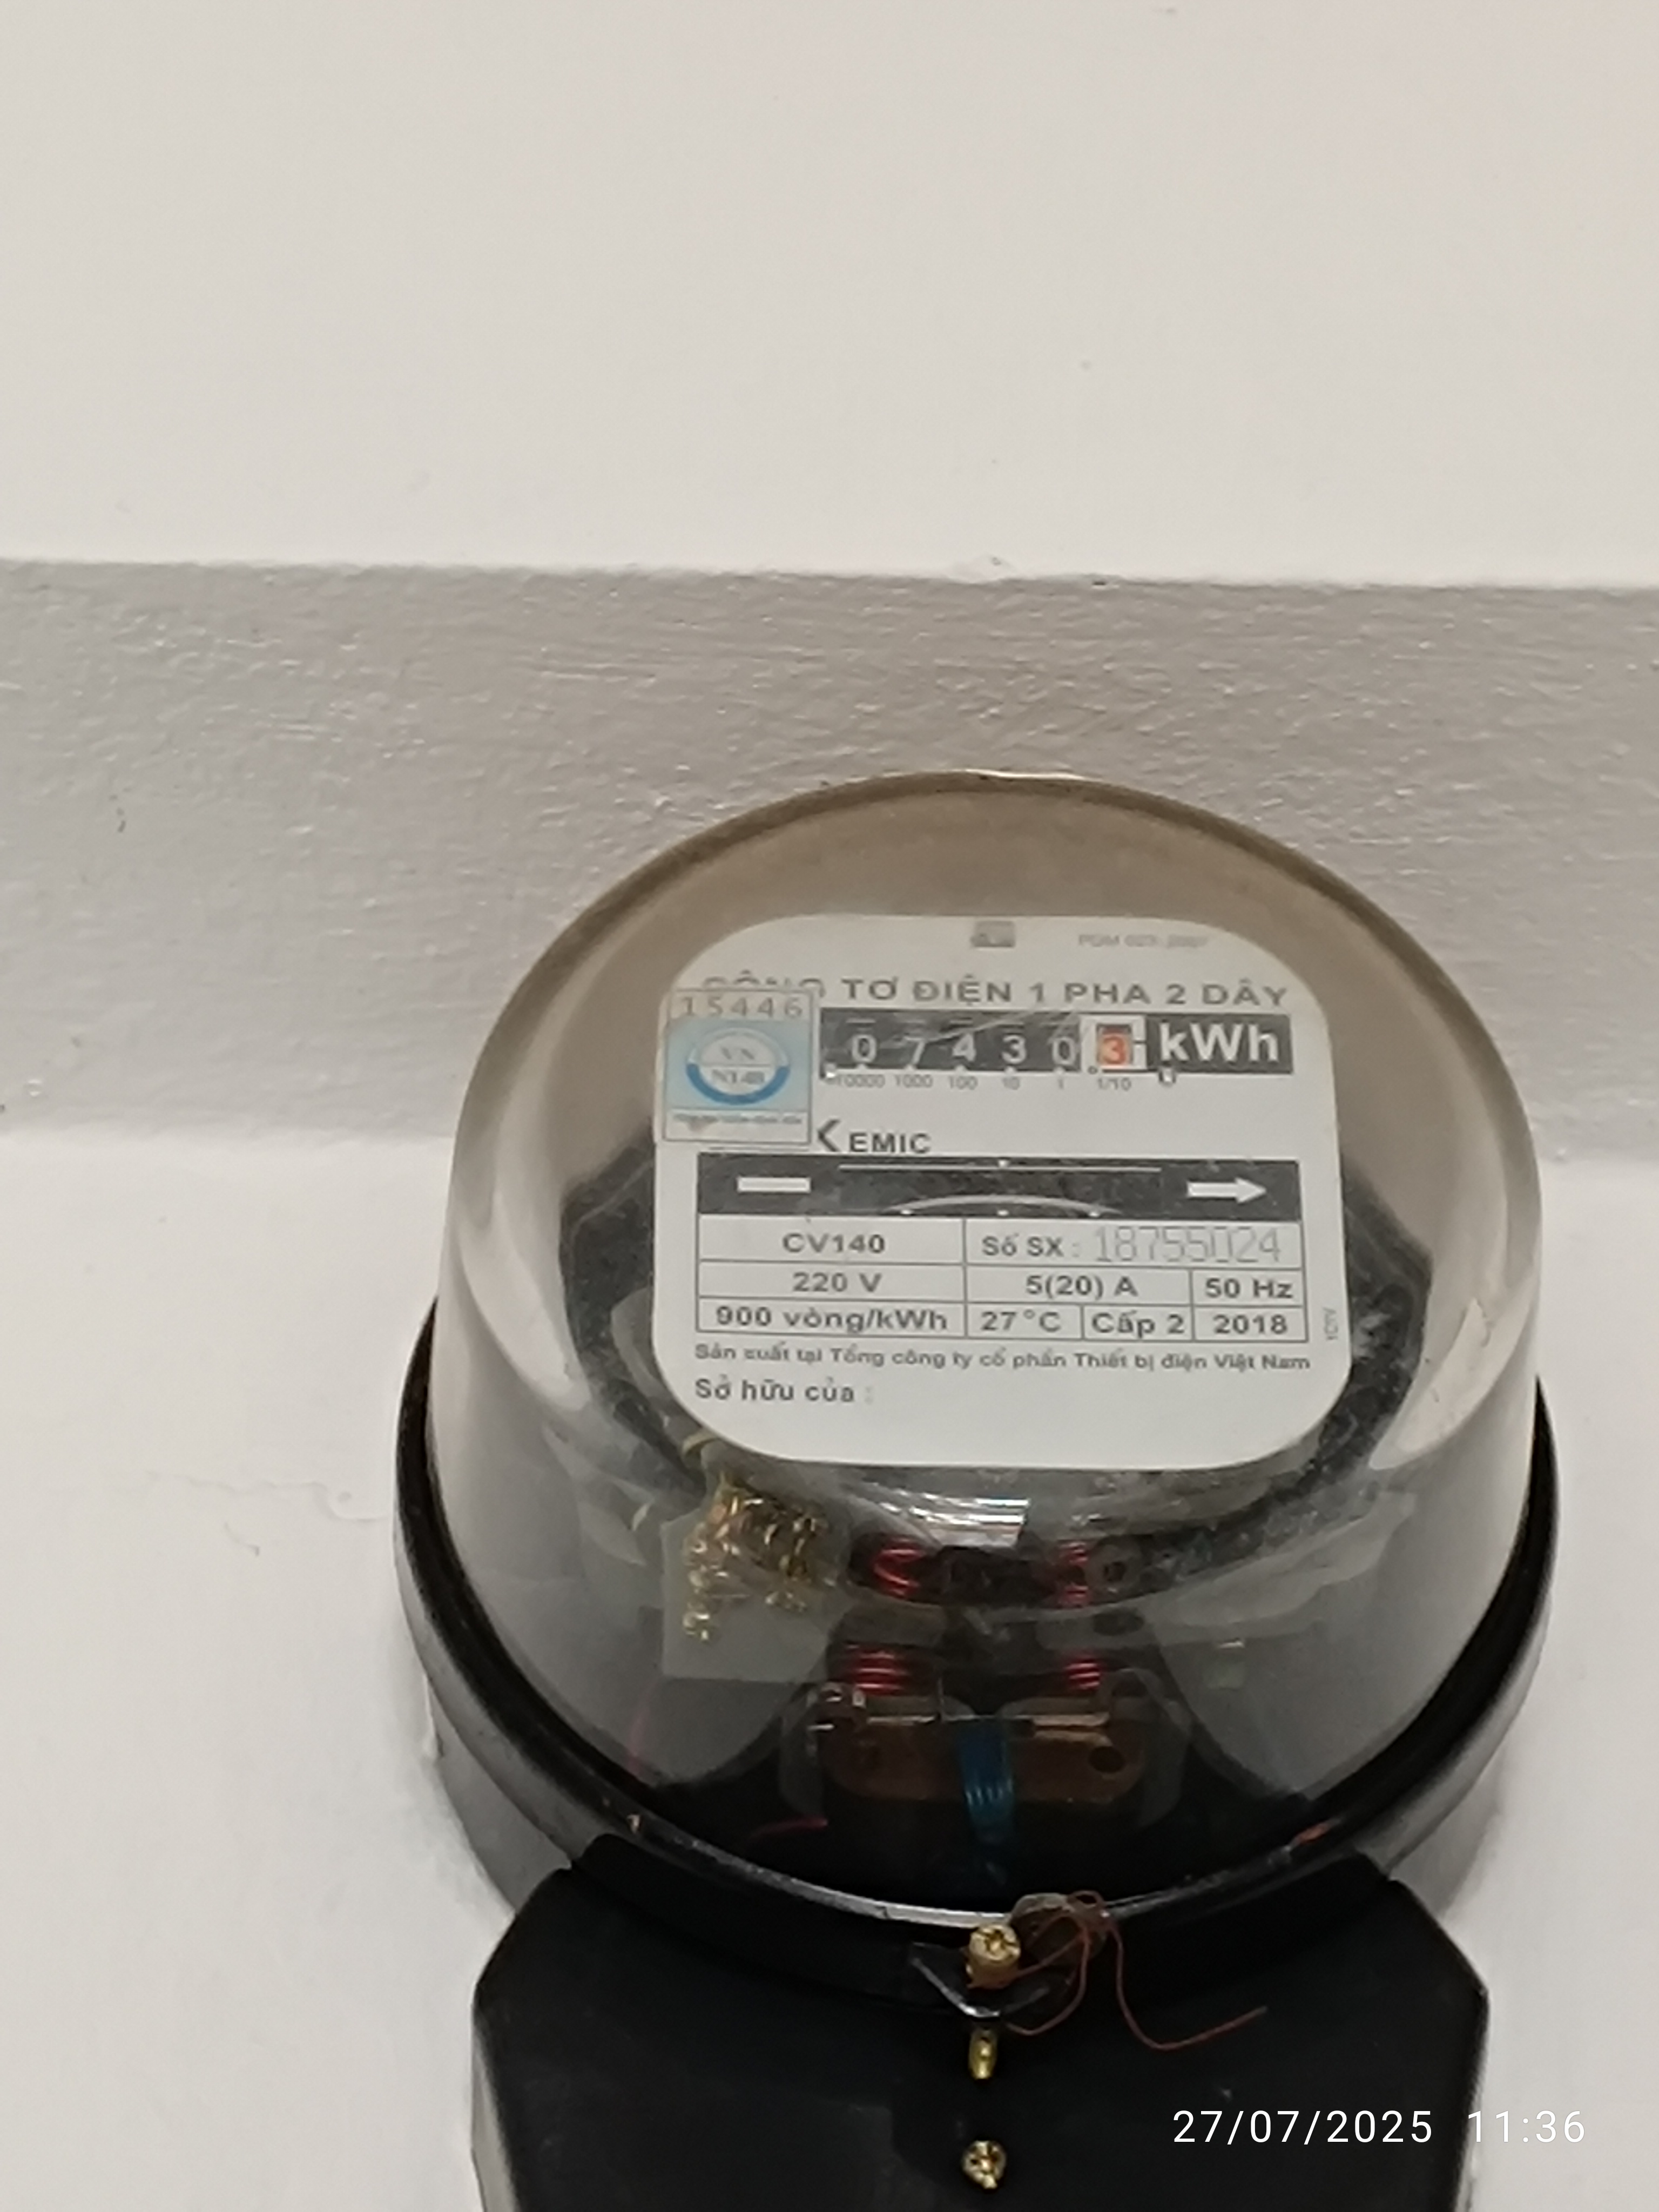 CÔNG TƠ ĐIỆN 1 PHA 2 DÂY
15446
0 7 4 3 0 3 kWh
10000 1000 100 10 1 1/10
VN
N148
EMIC
CV140 Số SX : 18755024
220 V 5(20) A 50 Hz
900 vòng/kWh 27°C Cấp 2 2018
Sản xuất tại Tổng công ty cổ phần Thiết bị điện Việt Nam
Sở hữu của :
27/07/2025 11:36